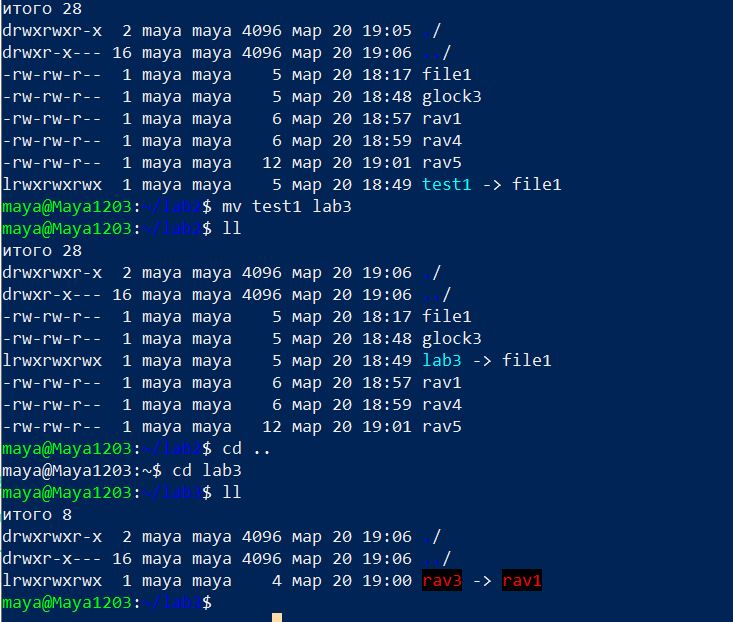 итого 28
drwxrwxr-x  2 maya maya 4096 мар 20 19:05 ./
drwxr-x--- 16 maya maya 4096 мар 20 19:06 ../
-rw-rw-r--  1 maya maya    5 мар 20 18:17 file1
-rw-rw-r--  1 maya maya    5 мар 20 18:48 glock3
-rw-rw-r--  1 maya maya    6 мар 20 18:57 rav1
-rw-rw-r--  1 maya maya    6 мар 20 18:59 rav4
-rw-rw-r--  1 maya maya   12 мар 20 19:01 rav5
lrwxrwxrwx  1 maya maya    5 мар 20 18:49 test1 -> file1
maya@Maya1203:~/lab2$ mv test1 lab3
maya@Maya1203:~/lab2$ ll
итого 28
drwxrwxr-x  2 maya maya 4096 мар 20 19:06 ./
drwxr-x--- 16 maya maya 4096 мар 20 19:06 ../
-rw-rw-r--  1 maya maya    5 мар 20 18:17 file1
-rw-rw-r--  1 maya maya    5 мар 20 18:48 glock3
lrwxrwxrwx  1 maya maya    5 мар 20 18:49 lab3 -> file1
-rw-rw-r--  1 maya maya    6 мар 20 18:57 rav1
-rw-rw-r--  1 maya maya    6 мар 20 18:59 rav4
-rw-rw-r--  1 maya maya   12 мар 20 19:01 rav5
maya@Maya1203:~/lab2$ cd ..
maya@Maya1203:~$ cd lab3
maya@Maya1203:~/lab3$ ll
итого 8
drwxrwxr-x  2 maya maya 4096 мар 20 19:06 ./
drwxr-x--- 16 maya maya 4096 мар 20 19:06 ../
lrwxrwxrwx  1 maya maya    4 мар 20 19:00 rav3 -> rav1
maya@Maya1203:~/lab3$